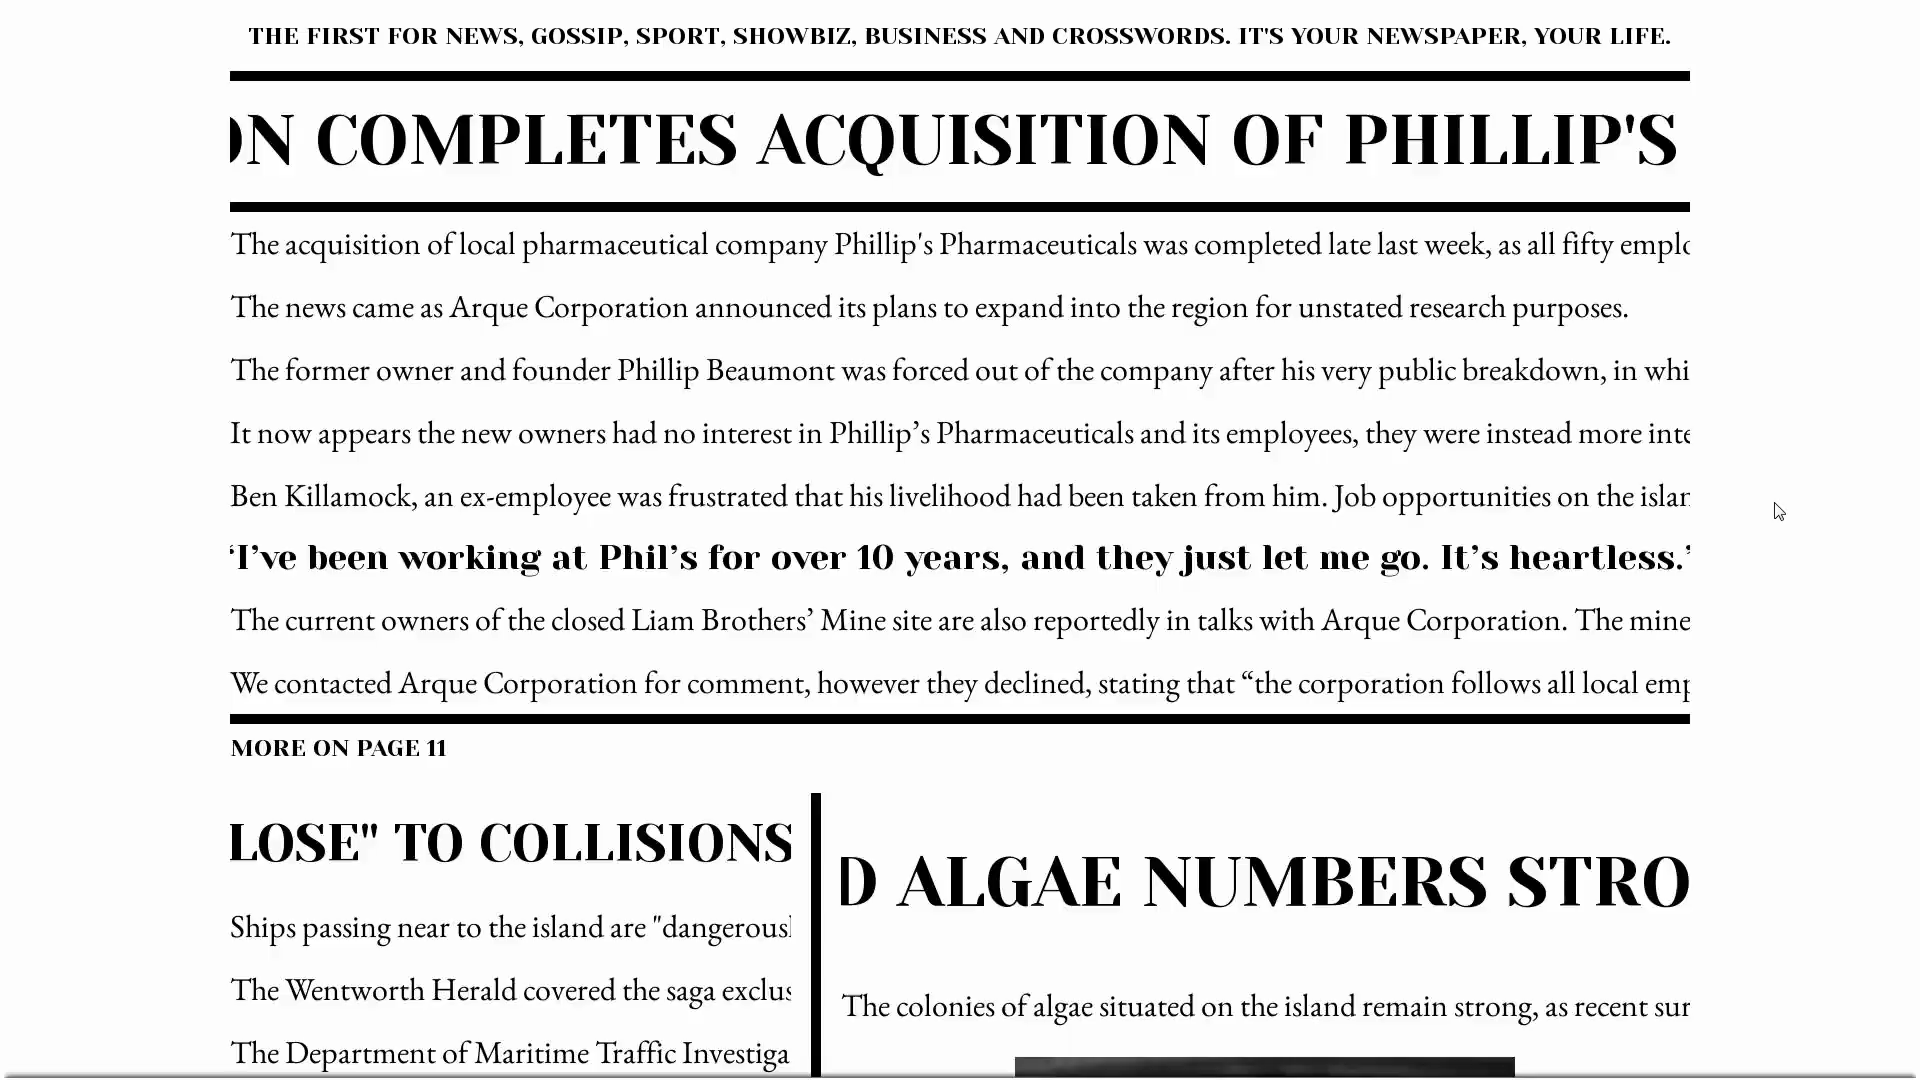 THE FIRST FOR NEWS, GOSSIP, SPORT, SHOWBIZ, BUSINESS AND CROSSWORDS. IT'S YOUR NEWSPAPER, YOUR LIFE.
ON COMPLETES ACQUISITION OF PHILLIP'S
The acquisition of local pharmaceutical company Phillip's Pharmaceuticals was completed late last week, as all fifty emplo
The news came as Arque Corporation announced its plans to expand into the region for unstated research purposes.
The former owner and founder Phillip Beaumont was forced out of the company after his very public breakdown, in whi
It now appears the new owners had no interest in Phillip’s Pharmaceuticals and its employees, they were instead more inte
Ben Killamock, an ex-employee was frustrated that his livelihood had been taken from him. Job opportunities on the islan
‘I’ve been working at Phil’s for over 10 years, and they just let me go. It’s heartless.’
The current owners of the closed Liam Brothers’ Mine site are also reportedly in talks with Arque Corporation. The mine
We contacted Arque Corporation for comment, however they declined, stating that “the corporation follows all local emp
MORE ON PAGE 11
LOSE" TO COLLISIONS
Ships passing near to the island are "dangerousl
The Wentworth Herald covered the saga exclus
The Department of Maritime Traffic Investiga
D ALGAE NUMBERS STRO
The colonies of algae situated on the island remain strong, as recent sur